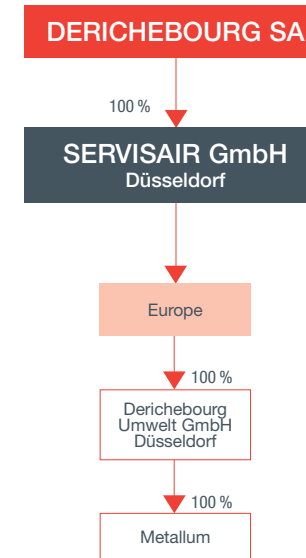 DERICHEBOURG SA
100 %
SERVISAIR GmbH
Düsseldorf
Europe
100 %
Derichebourg
Umwelt GmbH
Düsseldorf
100 %
Metallum